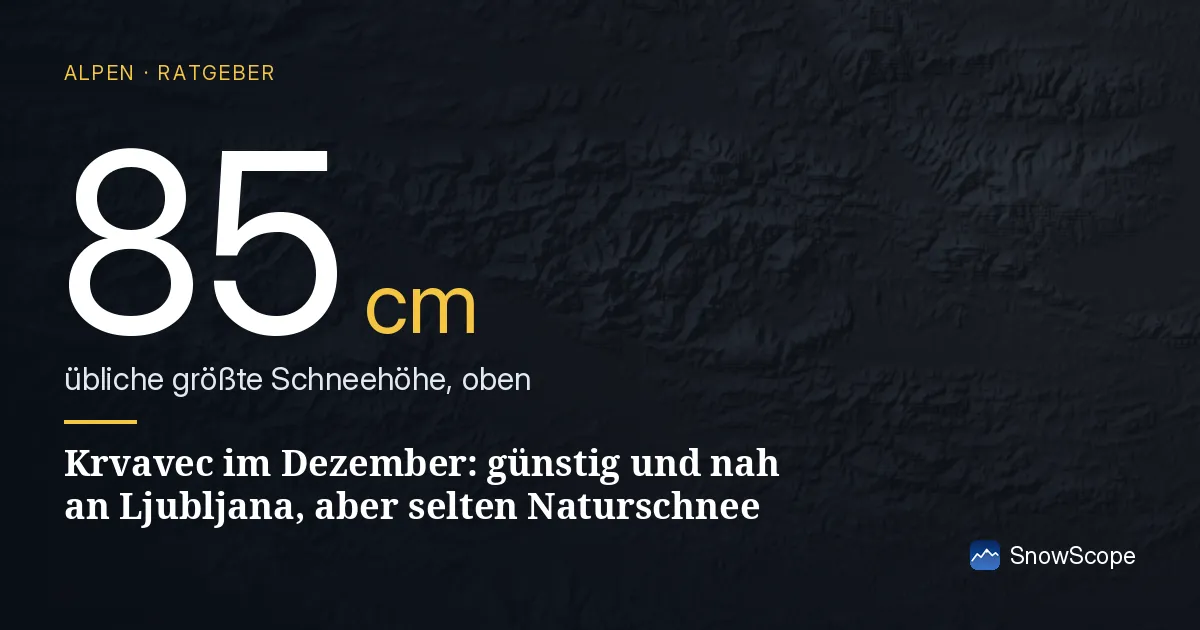 ALPEN · RATGEBER
85 cm
übliche größte Schneehöhe, oben
Krvavec im Dezember: günstig und nah
an Ljubljana, aber selten Naturschnee
SnowScope